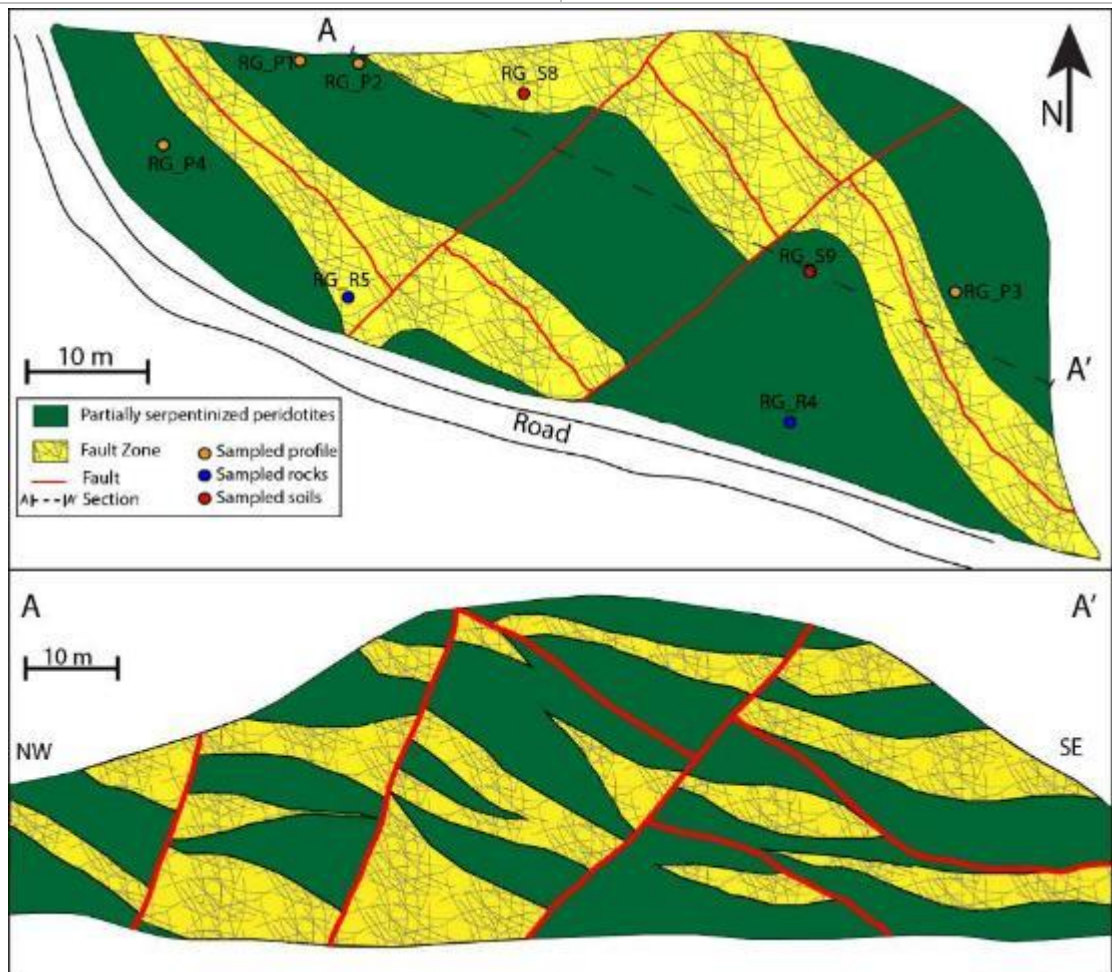 A
N
RG_P1
RG_P2
RG_S8
RG_P4
RG_S9
RG_R5
RG_P3
A'
RG_R4
10 m
Road
Partially serpentinized peridotites
Fault Zone
Fault
A A' Section
Sampled profile
Sampled rocks
Sampled soils
A
A'
10 m
NW
SE